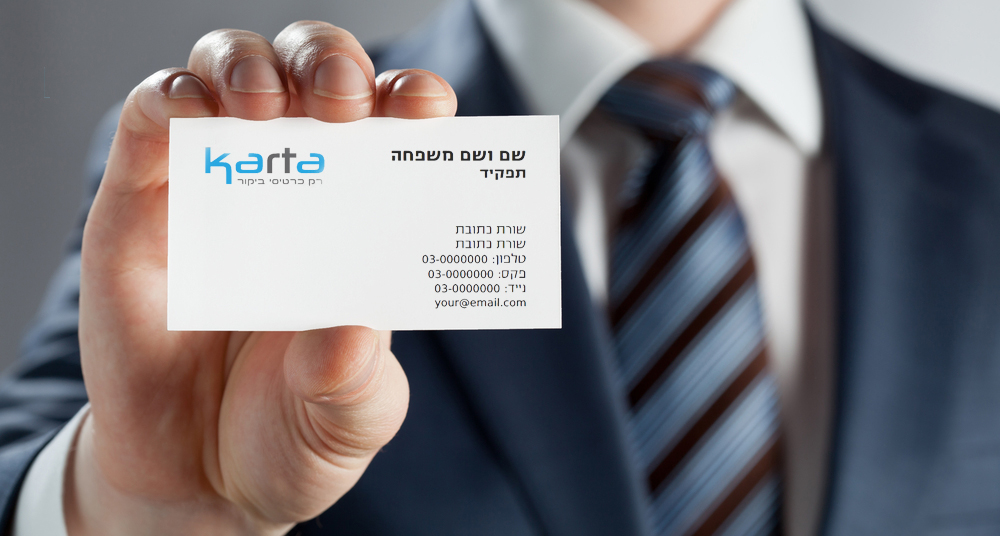 karta
רק כרטיסי ביקור
שם ושם משפחה
תפקיד
שורת כתובת
שורת כתובת
טלפון: 03-0000000
פקס: 03-0000000
נייד: 03-0000000
your@email.com